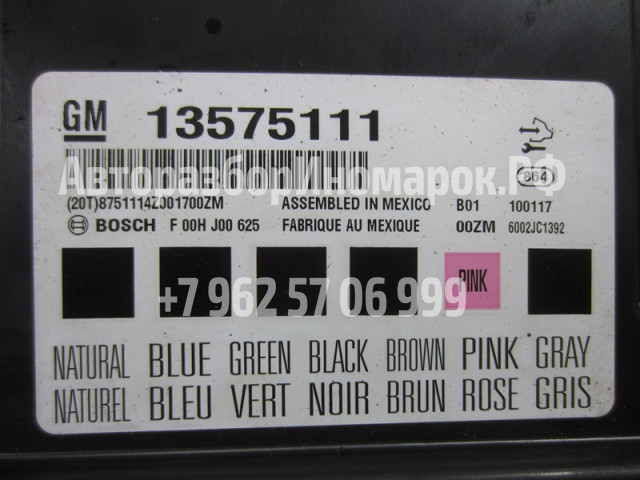 GM 13575111
АвторазборИномарок.РФ
864
(20T)8751114Z001700ZM ASSEMBLED IN MEXICO B01 100117
BOSCH F 00H J00 625 FABRIQUE AU MEXIQUE 00ZM 6002JC1392
PINK
+7 962 57 06 999
NATURAL BLUE GREEN BLACK BROWN PINK GRAY
NATUREL BLEU VERT NOIR BRUN ROSE GRIS